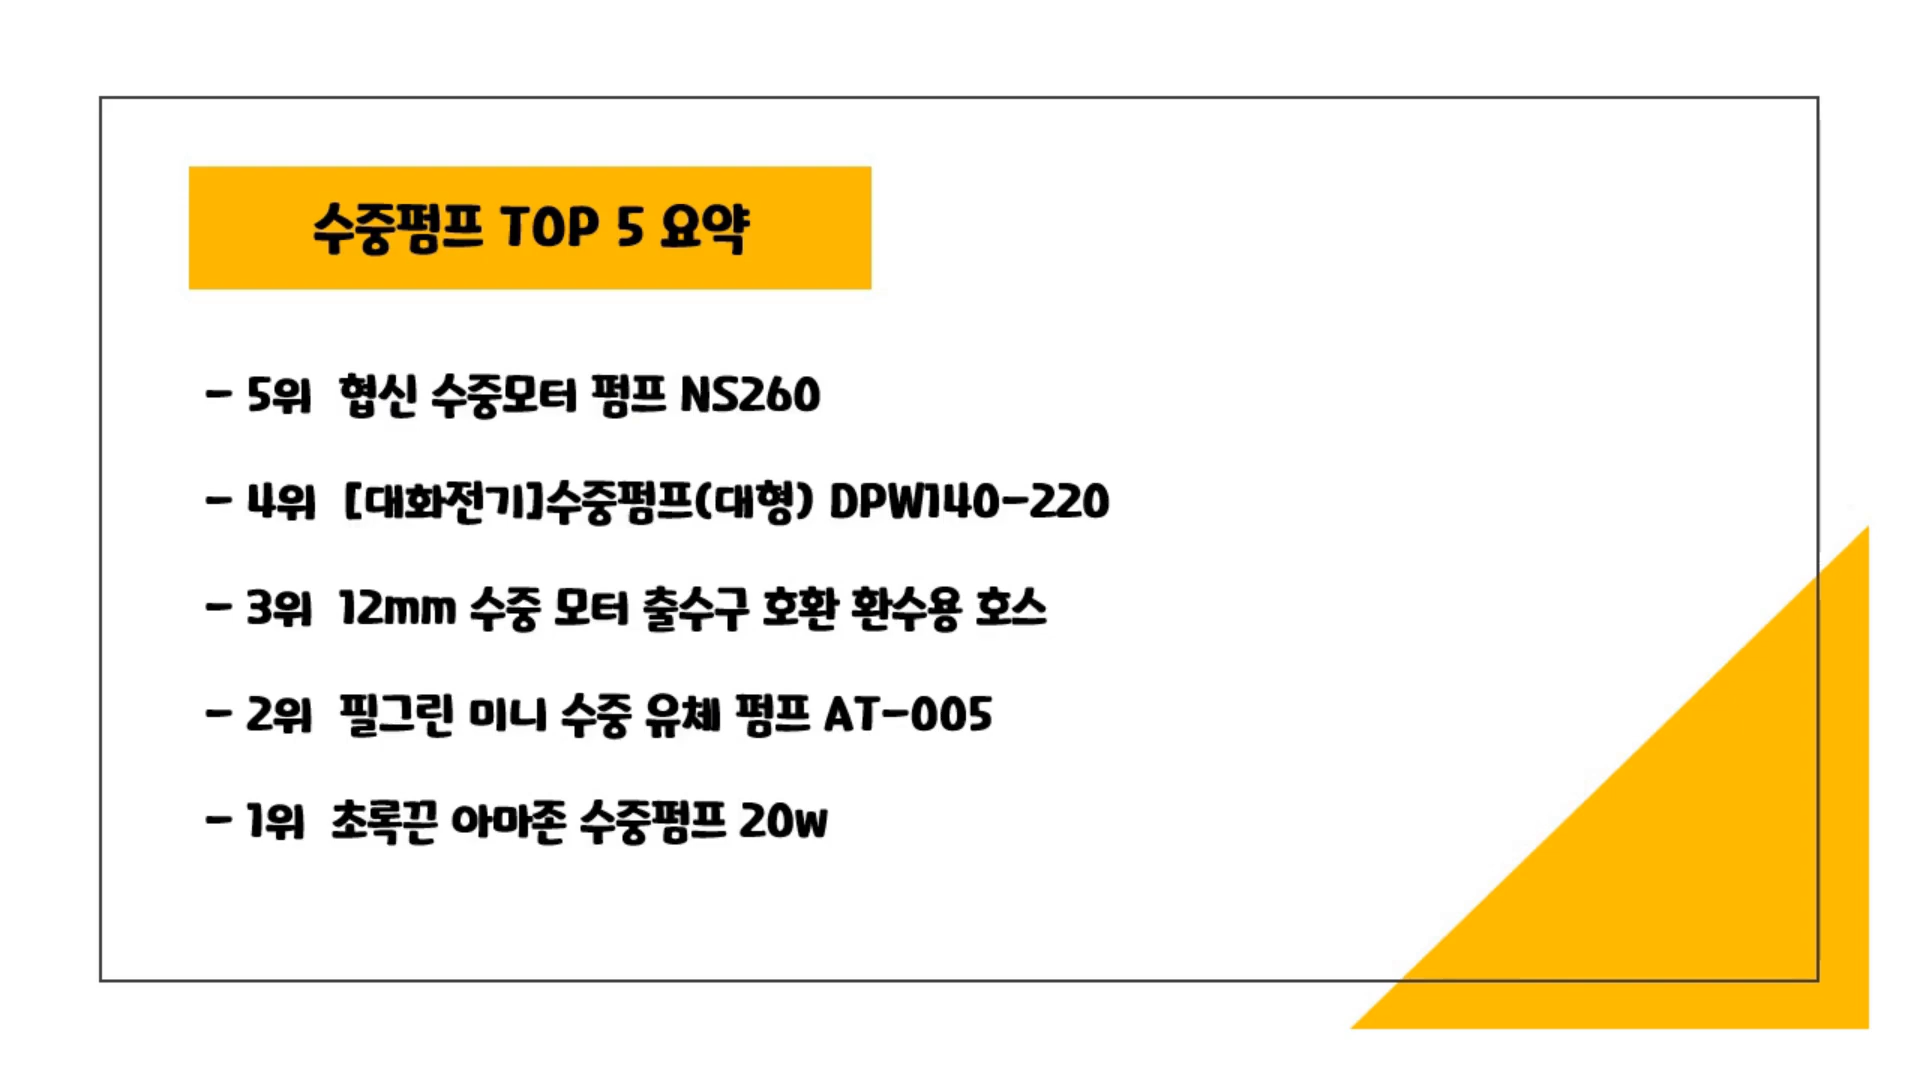 수중펌프 TOP 5 요약
- 5위 협신 수중모터 펌프 NS260
- 4위 [대화전기]수중펌프(대형) DPW140-220
- 3위 12mm 수중 모터 출수구 호환 환수용 호스
- 2위 필그린 미니 수중 유체 펌프 AT-005
- 1위 초록끈 아마존 수중펌프 20w